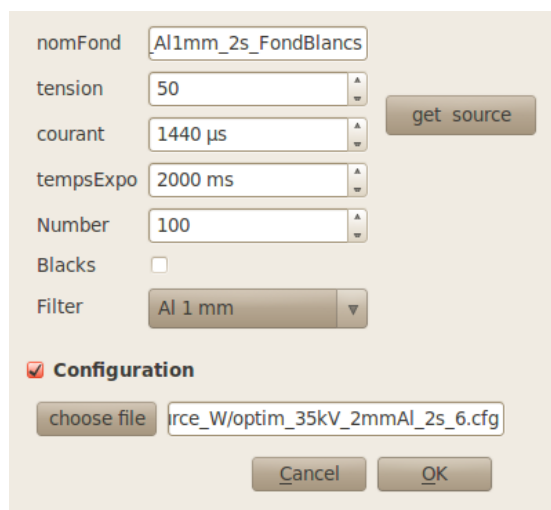 nomFond _Al1mm_2s_FondBlancs
tension 50
get source
courant 1440 µs
tempsExpo 2000 ms
Number 100
Blacks
Filter Al 1 mm
Configuration
choose file rce_W/optim_35kV_2mmAl_2s_6.cfg
Cancel OK